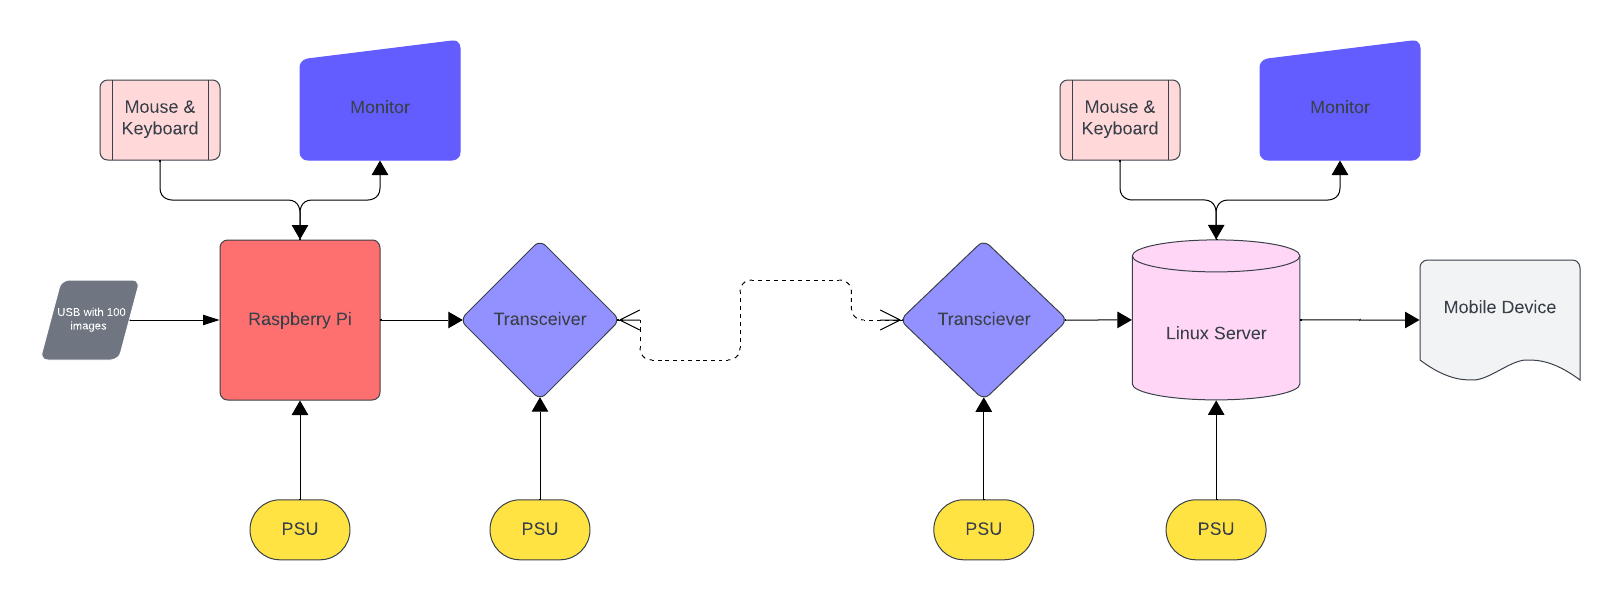 Mouse &
Keyboard
Monitor
Mouse &
Keyboard
Monitor
USB with 100
images
Raspberry Pi
Transceiver
Transciever
Linux Server
Mobile Device
PSU
PSU
PSU
PSU